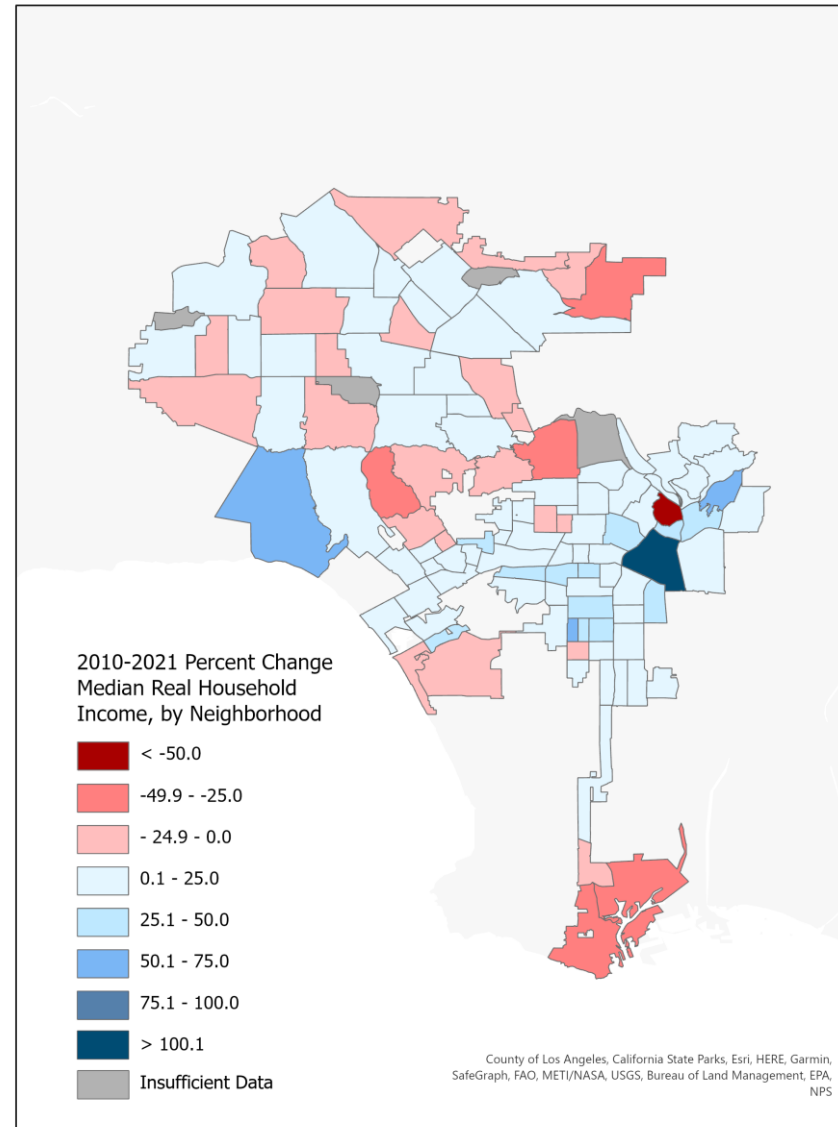 2010-2021 Percent Change
Median Real Household
Income, by Neighborhood
< -50.0
-49.9 - -25.0
- 24.9 - 0.0
0.1 - 25.0
25.1 - 50.0
50.1 - 75.0
75.1 - 100.0
> 100.1
Insufficient Data
County of Los Angeles, California State Parks, Esri, HERE, Garmin,
SafeGraph, FAO, METI/NASA, USGS, Bureau of Land Management, EPA,
NPS